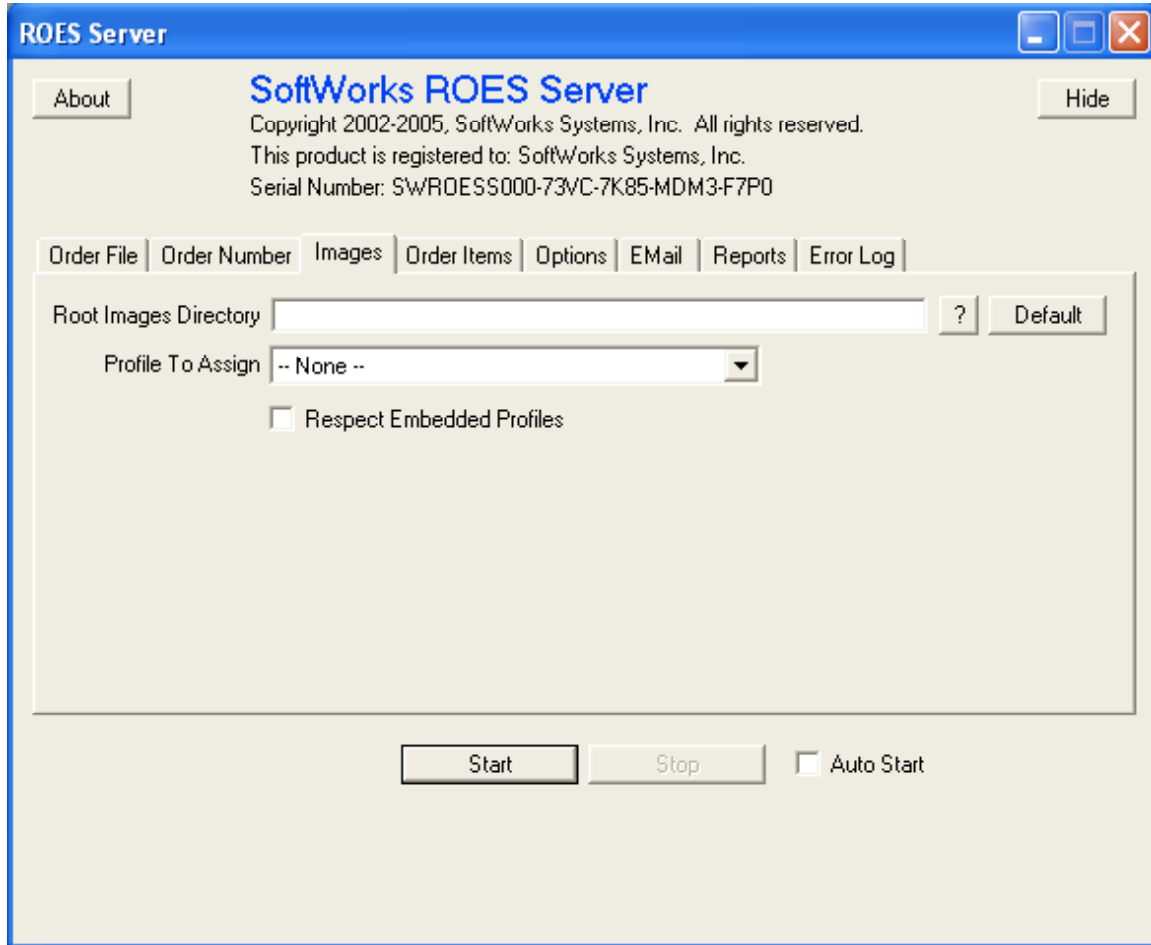 ROES Server
About
SoftWorks ROES Server
Hide
Copyright 2002-2005, SoftWorks Systems, Inc.  All rights reserved.
This product is registered to: SoftWorks Systems, Inc.
Serial Number: SWROESS000-73VC-7K85-MDM3-F7P0
Order File Order Number Images Order Items Options EMail Reports Error Log
Root Images Directory ? Default
Profile To Assign -- None --
Respect Embedded Profiles
Start Stop Auto Start